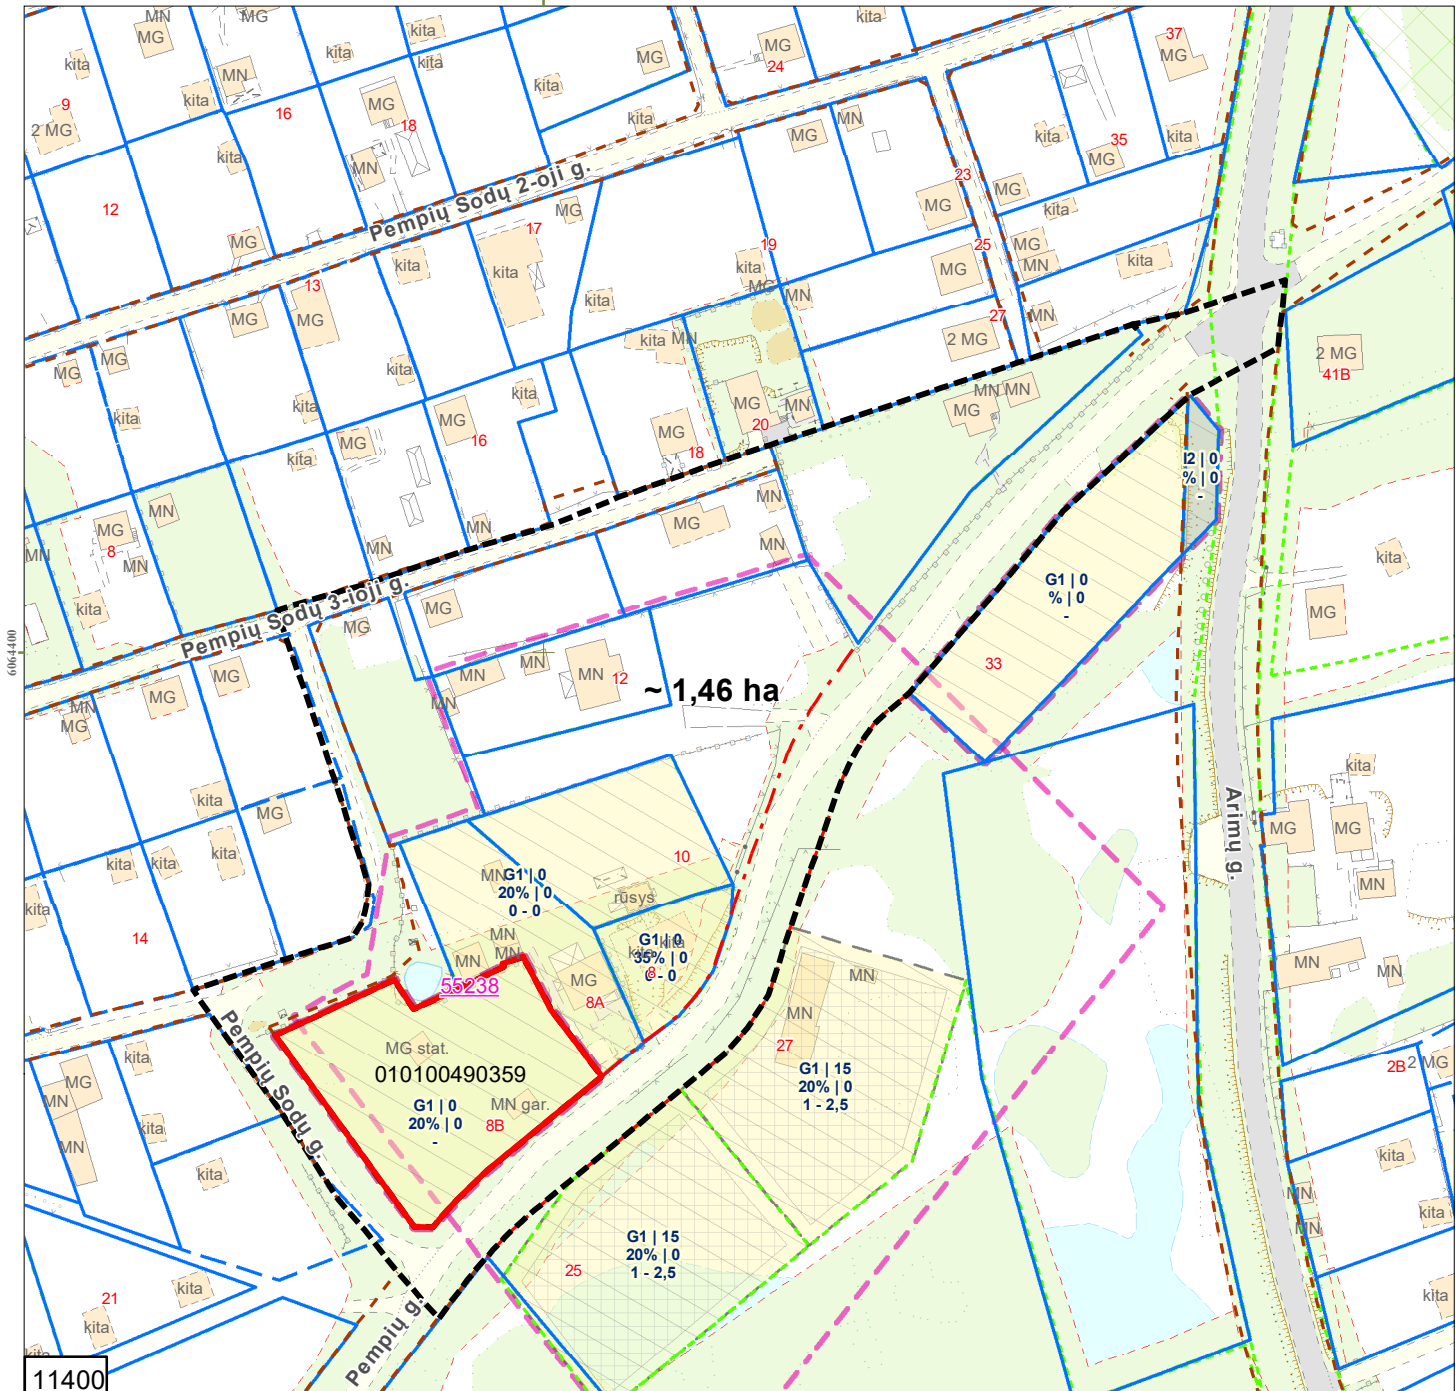 MN
MG
MG
kita
kita
kita
kita
MG
MG
24
37
MG
kita
MN
9
2 MG
kita
16
MG
18
kita
kita
MG
MN
kita
35
kita
MG
kita
MN
12
23
MG
MG
kita
Pempių Sodų 2-oji g.
17
MG
MG
kita
kita
19
kita
25
MG
MN
kita
MG
13
MG
MG
kita
MG
MN
27
MN
2 MG
MG
MG
kita
kita
kita
kita
kita MN
2 MG
41B
MG
16
MG
20
MN
MN
MN
MG
MG
18
kita
kita
I2 | 0
% | 0
-
MN
MG
8
MN
MN
MN
MN
MG
MN
MN
kita
kita
G1 | 0
% | 0
-
MG
Pempių Sodų 3-ioji g.
MG
MG
6064400
33
MG
MG
MN
MG
MN
MN
MN
12
MN
~ 1,46 ha
kita
MG
kita
kita
kita
kita
kita
14
MN
10
G1 | 0
20% | 0
0 - 0
rūsys
MN
MN
MN
G1 | 0
35% | 0
0 - 0
kita
kita
8
MG
8A
55238
Arimų g.
kita
MG
MG
MN
MN
MN
MN
MN
27
G1 | 15
20% | 0
1 - 2,5
MG stat.
010100490359
G1 | 0
20% | 0
-
MN gar.
8B
Pempių Sodų g.
kita
MG
MN
MN
kita
kita
2B
2 MG
kita
MN
MN
kita
kita
G1 | 15
20% | 0
1 - 2,5
25
21
kita
kita
kita
Pempių g.
11400